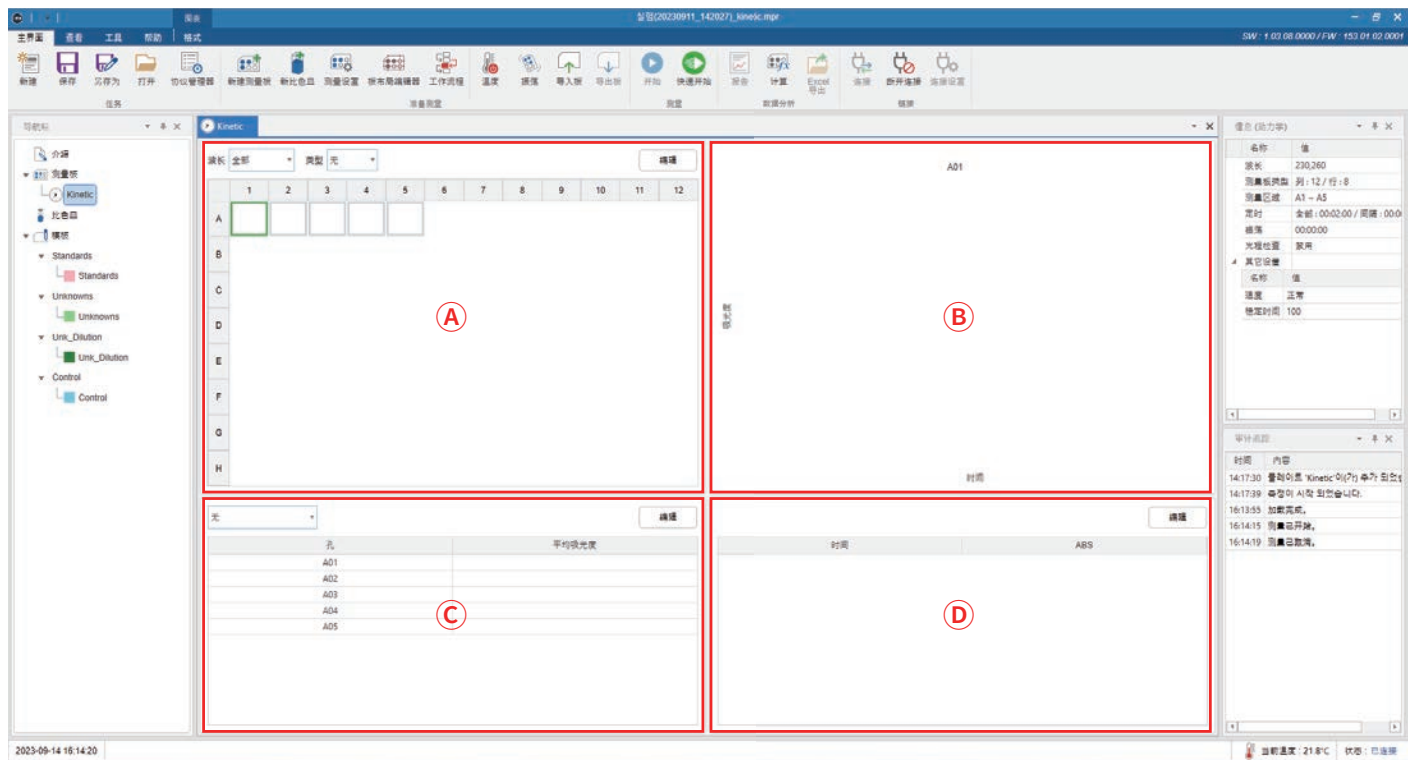 图表
실험(20230911_142027)_kinetic.mpr
主界面 查看 工具 帮助 格式
SW : 1.03.08.0000 / FW : 153.01.02.0001
新建 保存 另存为 打开 协议管理器 新建测量板 新比色皿 测量设置 板布局编辑器 工作流程 温度 振荡 导入板 导出板 开始 快速开始 报告 计算 Excel 导出 连接 断开连接 连接设置
任务 准备测量 测量 数据分析 链接
导航栏
介绍
测量板
Kinetic
比色皿
模板
Standards
Standards
Unknowns
Unknowns
Unk_Dilution
Unk_Dilution
Control
Control
Kinetic
波长 全部 类型 无 编辑
1 2 3 4 5 6 7 8 9 10 11 12
A
B
C
D
E
F
G
H
Ⓐ
A01
吸光度
Ⓑ
时间
无 编辑
孔 平均吸光度
A01
A02
A03
A04
A05
Ⓒ
编辑
时间 ABS
Ⓓ
信息 (动力学)
名称 值
波长 230,260
测量板类型 列 : 12 / 行 : 8
测量区域 A1 ~ A5
定时 全部 : 00:02:00 / 间隔 : 00:0
振荡 00:00:00
光程检查 禁用
其它设置
名称 值
速度 正常
稳定时间 100
审计追踪
时间 内容
14:17:30 플레이트 'Kinetic'이(가) 추가 되었
14:17:39 측정이 시작 되었습니다.
16:13:55 加载完成。
16:14:15 测量已开始。
16:14:19 测量已取消。
2023-09-14 16:14:20
当前温度 : 21.8°C 状态 : 已连接